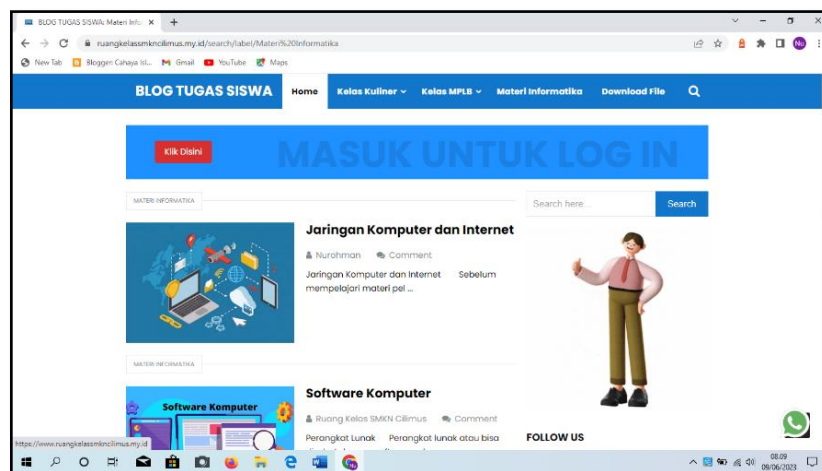 BLOG TUGAS SISWA: Materi Infor
ruangkelassmkncilimus.my.id/search/label/Materi%20Informatika
Nu
New Tab Blogger: Cahaya Isl... Gmail YouTube Maps
BLOG TUGAS SISWA Home Kelas Kuliner Kelas MPLB Materi Informatika Download File
Klik Disini MASUK UNTUK LOG IN
MATERI INFORMATIKA
Search here... Search
Jaringan Komputer dan Internet
Nurohman Comment
Jaringan Komputer dan Internet Sebelum
mempelajari materi pel ...
MATERI INFORMATIKA
Software Komputer
Software Komputer
Ruang Kelas SMKN Cilimus Comment
Perangkat Lunak Perangkat lunak atau bisa
FOLLOW US
https://www.ruangkelassmkncilimus.my.id
08.09
09/06/2023